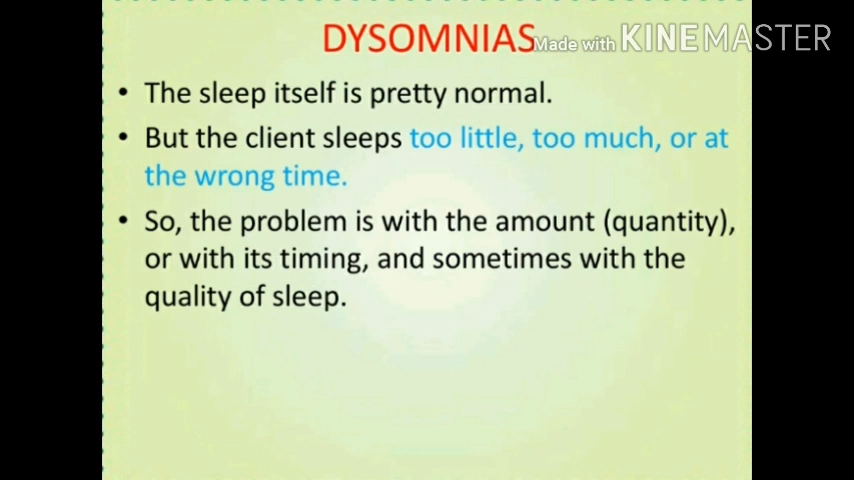 DYSOMNIAS
Made with KINEMASTER
• The sleep itself is pretty normal.
• But the client sleeps too little, too much, or at
the wrong time.
• So, the problem is with the amount (quantity),
or with its timing, and sometimes with the
quality of sleep.